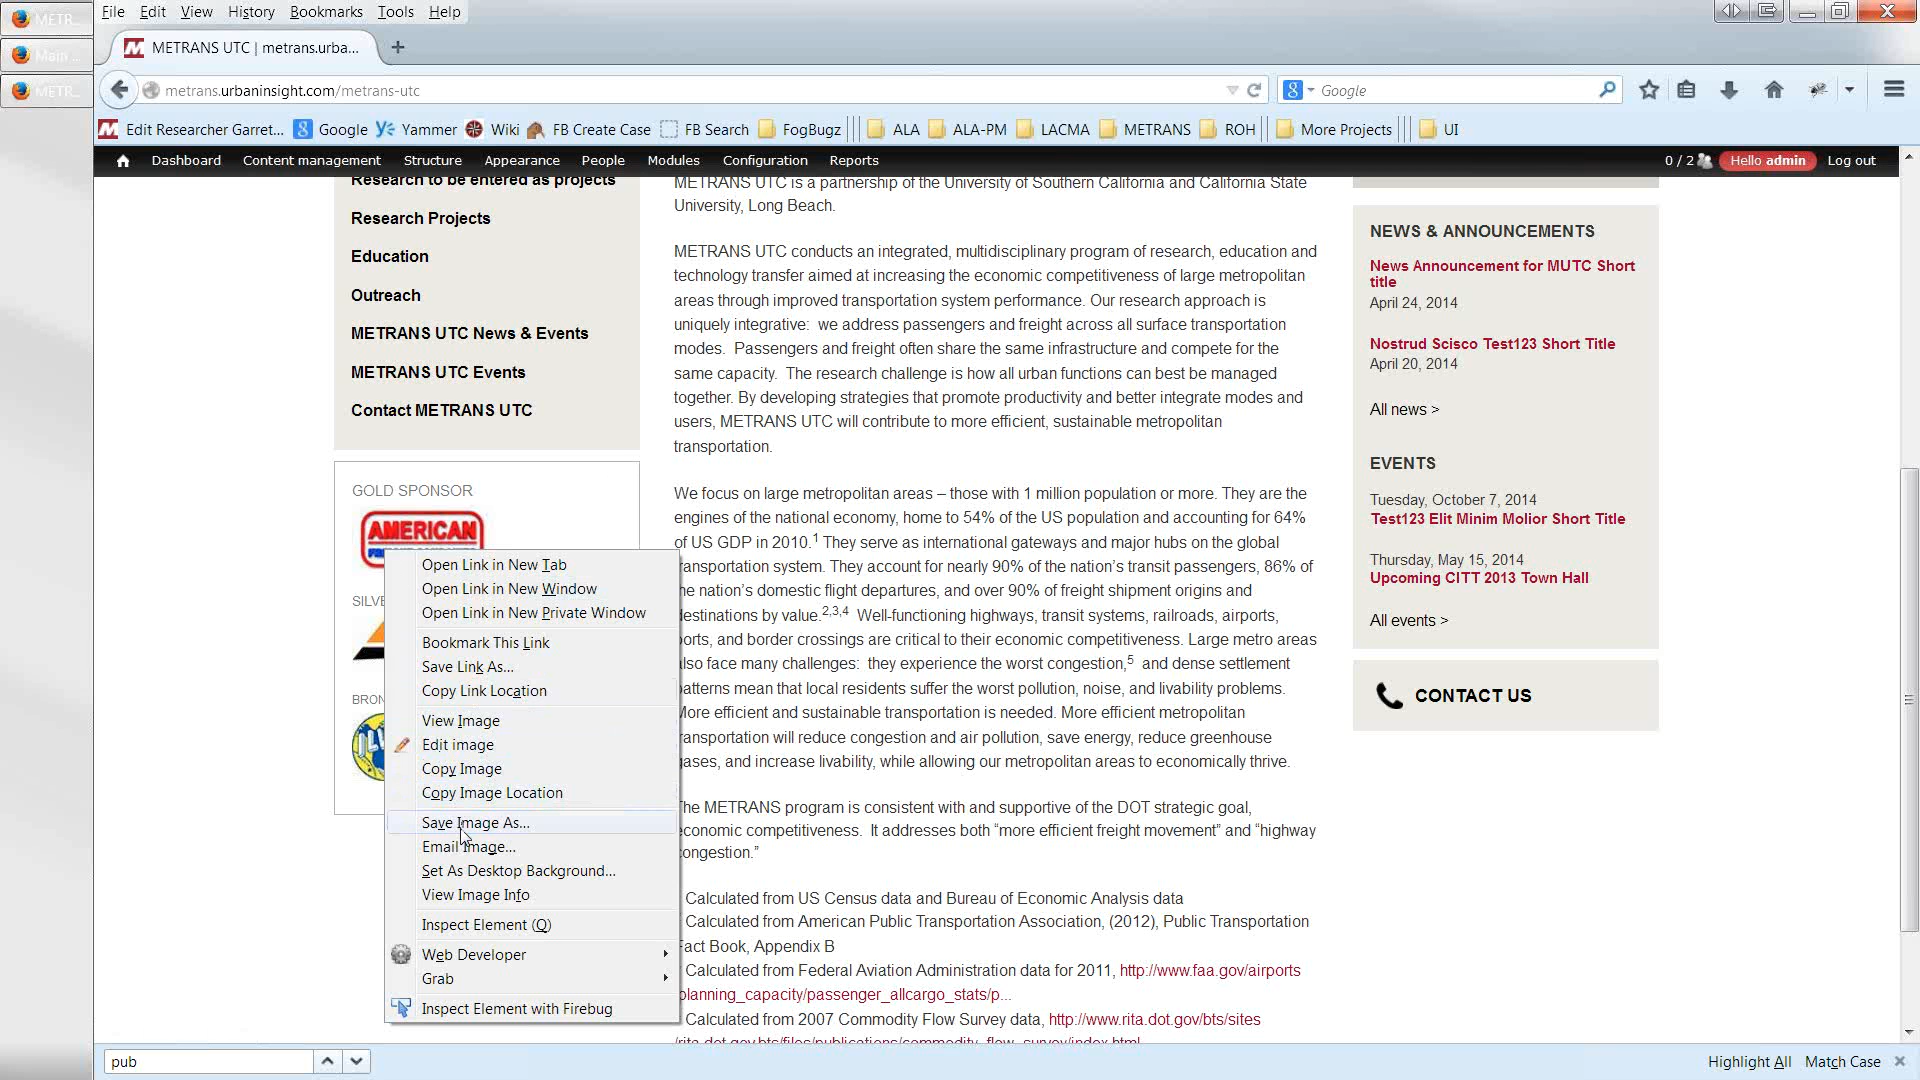 METR...
Main ...
METR...
File Edit View History Bookmarks Tools Help
METRANS UTC | metrans.urba...
metrans.urbaninsight.com/metrans-utc
Google
Edit Researcher Garret... Google Yammer Wiki FB Create Case FB Search FogBugz ALA ALA-PM LACMA METRANS ROH More Projects UI
Dashboard Content management Structure Appearance People Modules Configuration Reports 0 / 2 Hello admin Log out
Research to be entered as projects
Research Projects
Education
Outreach
METRANS UTC News & Events
METRANS UTC Events
Contact METRANS UTC
GOLD SPONSOR
AMERICAN
SILVE
BRON
Open Link in New Tab
Open Link in New Window
Open Link in New Private Window
Bookmark This Link
Save Link As...
Copy Link Location
View Image
Edit image
Copy Image
Copy Image Location
Save Image As...
Email Image...
Set As Desktop Background...
View Image Info
Inspect Element (Q)
Web Developer
Grab
Inspect Element with Firebug
METRANS UTC is a partnership of the University of Southern California and California State
University, Long Beach.
METRANS UTC conducts an integrated, multidisciplinary program of research, education and
technology transfer aimed at increasing the economic competitiveness of large metropolitan
areas through improved transportation system performance. Our research approach is
uniquely integrative:  we address passengers and freight across all surface transportation
modes.  Passengers and freight often share the same infrastructure and compete for the
same capacity.  The research challenge is how all urban functions can best be managed
together. By developing strategies that promote productivity and better integrate modes and
users, METRANS UTC will contribute to more efficient, sustainable metropolitan
transportation.
We focus on large metropolitan areas – those with 1 million population or more. They are the
engines of the national economy, home to 54% of the US population and accounting for 64%
of US GDP in 2010.1 They serve as international gateways and major hubs on the global
transportation system. They account for nearly 90% of the nation's transit passengers, 86% of
the nation's domestic flight departures, and over 90% of freight shipment origins and
destinations by value.2,3,4  Well-functioning highways, transit systems, railroads, airports,
ports, and border crossings are critical to their economic competitiveness. Large metro areas
also face many challenges:  they experience the worst congestion,5  and dense settlement
patterns mean that local residents suffer the worst pollution, noise, and livability problems.
More efficient and sustainable transportation is needed. More efficient metropolitan
transportation will reduce congestion and air pollution, save energy, reduce greenhouse
gases, and increase livability, while allowing our metropolitan areas to economically thrive.
The METRANS program is consistent with and supportive of the DOT strategic goal,
economic competitiveness.  It addresses both "more efficient freight movement" and "highway
congestion."
Calculated from US Census data and Bureau of Economic Analysis data
Calculated from American Public Transportation Association, (2012), Public Transportation
Fact Book, Appendix B
Calculated from Federal Aviation Administration data for 2011, http://www.faa.gov/airports
planning_capacity/passenger_allcargo_stats/p...
Calculated from 2007 Commodity Flow Survey data, http://www.rita.dot.gov/bts/sites
/rita.dot.gov.bts/files/publications/commodity_flow_survey/index.html
NEWS & ANNOUNCEMENTS
News Announcement for MUTC Short
title
April 24, 2014
Nostrud Scisco Test123 Short Title
April 20, 2014
All news >
EVENTS
Tuesday, October 7, 2014
Test123 Elit Minim Molior Short Title
Thursday, May 15, 2014
Upcoming CITT 2013 Town Hall
All events >
CONTACT US
pub
Highlight All Match Case